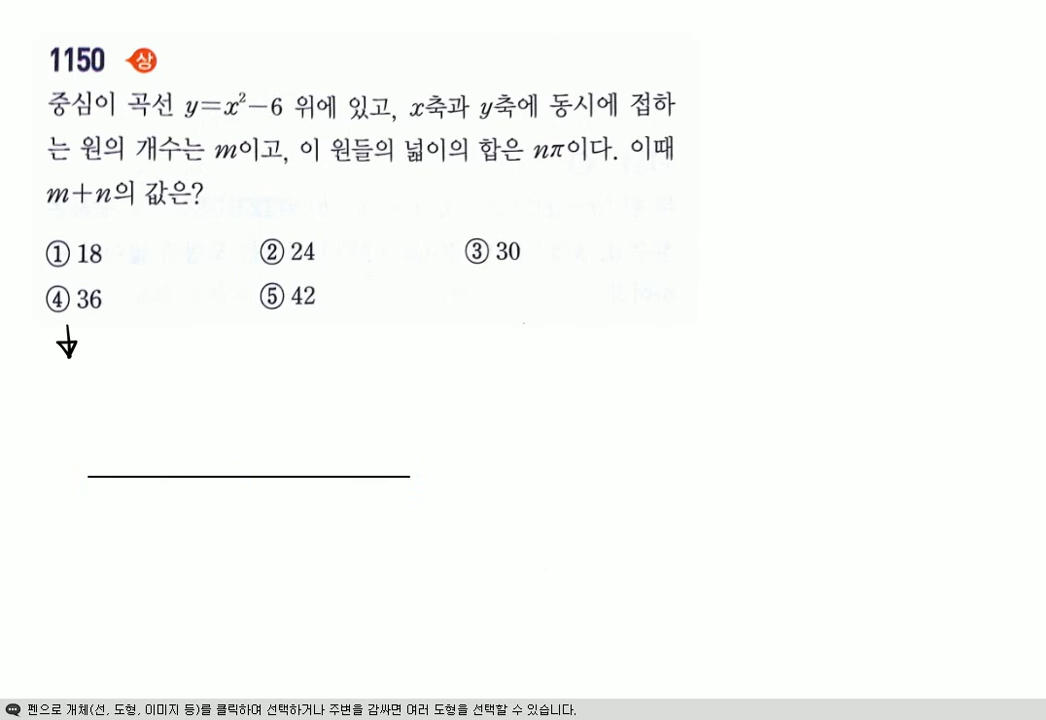 1150 상
중심이 곡선 y=x²-6 위에 있고, x축과 y축에 동시에 접하
는 원의 개수는 m이고, 이 원들의 넓이의 합은 nπ이다. 이때
m+n의 값은?
① 18 ② 24 ③ 30
④ 36 ⑤ 42
펜으로 개체(선, 도형, 이미지 등)를 클릭하여 선택하거나 주변을 감싸면 여러 도형을 선택할 수 있습니다.